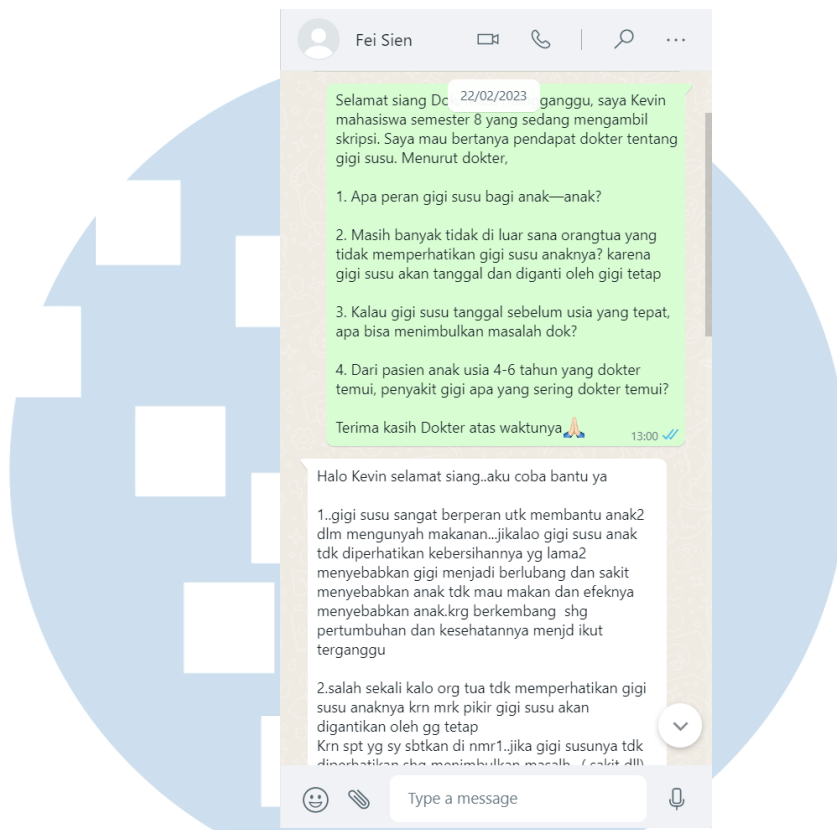 Fei Sien
22/02/2023
Selamat siang Do ganggu, saya Kevin
mahasiswa semester 8 yang sedang mengambil
skripsi. Saya mau bertanya pendapat dokter tentang
gigi susu. Menurut dokter,
1. Apa peran gigi susu bagi anak—anak?
2. Masih banyak tidak di luar sana orangtua yang
tidak memperhatikan gigi susu anaknya? karena
gigi susu akan tanggal dan diganti oleh gigi tetap
3. Kalau gigi susu tanggal sebelum usia yang tepat,
apa bisa menimbulkan masalah dok?
4. Dari pasien anak usia 4-6 tahun yang dokter
temui, penyakit gigi apa yang sering dokter temui?
Terima kasih Dokter atas waktunya🙏🏻
13:00
Halo Kevin selamat siang..aku coba bantu ya
1..gigi susu sangat berperan utk membantu anak2
dlm mengunyah makanan...jikalao gigi susu anak
tdk diperhatikan kebersihannya yg lama2
menyebabkan gigi menjadi berlubang dan sakit
menyebabkan anak tdk mau makan dan efeknya
menyebabkan anak.krg berkembang  shg
pertumbuhan dan kesehatannya menjd ikut
terganggu
2.salah sekali kalo org tua tdk memperhatikan gigi
susu anaknya krn mrk pikir gigi susu akan
digantikan oleh gg tetap
Krn spt yg sy sbtkan di nmr1..jika gigi susunya tdk
diperhatikan shg menimbulkan masalh...( sakit dll)
Type a message